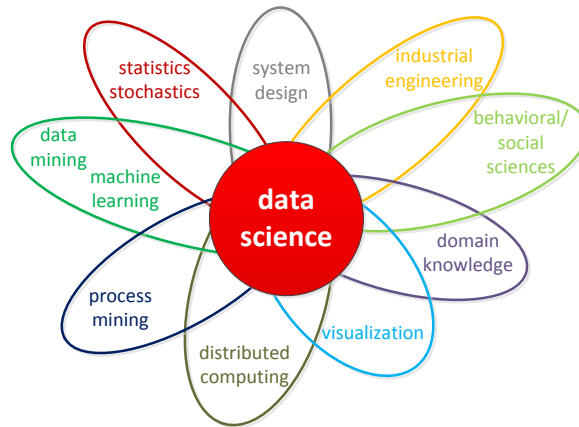 statistics
stochastics
system
design
industrial
engineering
behavioral/
social
sciences
data
mining
machine
learning
data
science
domain
knowledge
process
mining
visualization
distributed
computing